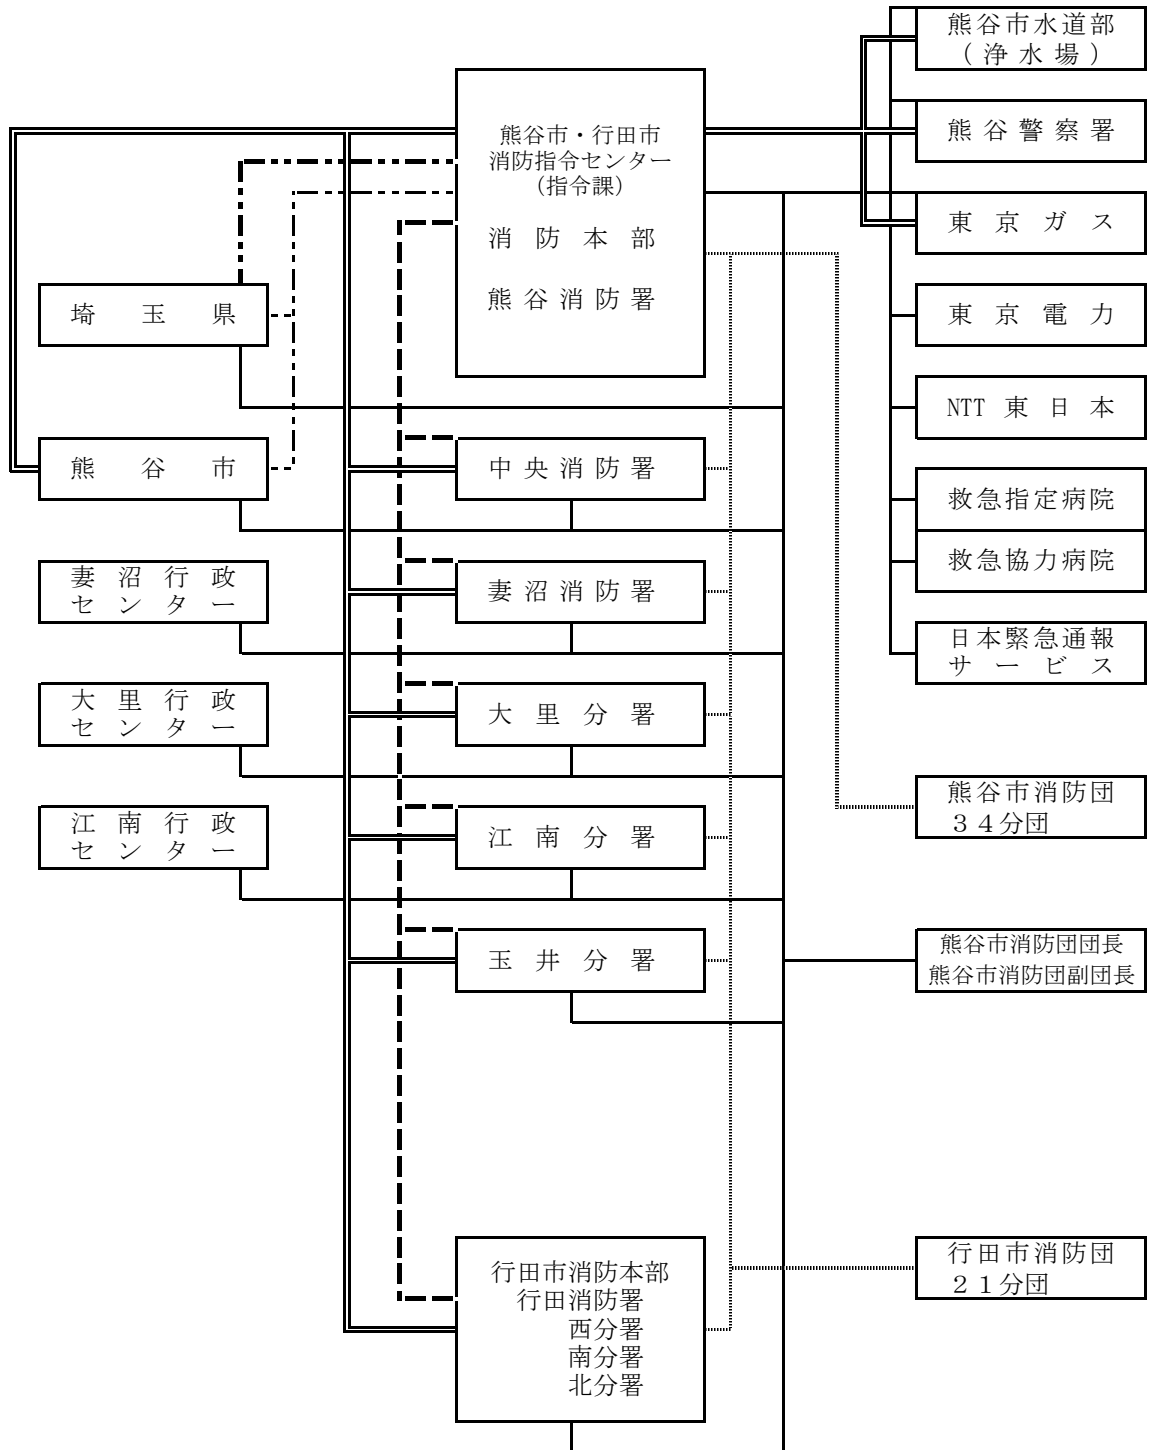 熊谷市水道部
（浄水場）
熊谷警察署
東京ガス
東京電力
NTT 東日本
救急指定病院
救急協力病院
日本緊急通報
サービス
熊谷市消防団
３４分団
熊谷市消防団団長
熊谷市消防団副団長
行田市消防団
２１分団
熊谷市・行田市
消防指令センター
（指令課）
消防本部
熊谷消防署
中央消防署
妻沼消防署
大里分署
江南分署
玉井分署
行田市消防本部
行田消防署
西分署
南分署
北分署
埼玉県
熊谷市
妻沼行政
センター
大里行政
センター
江南行政
センター